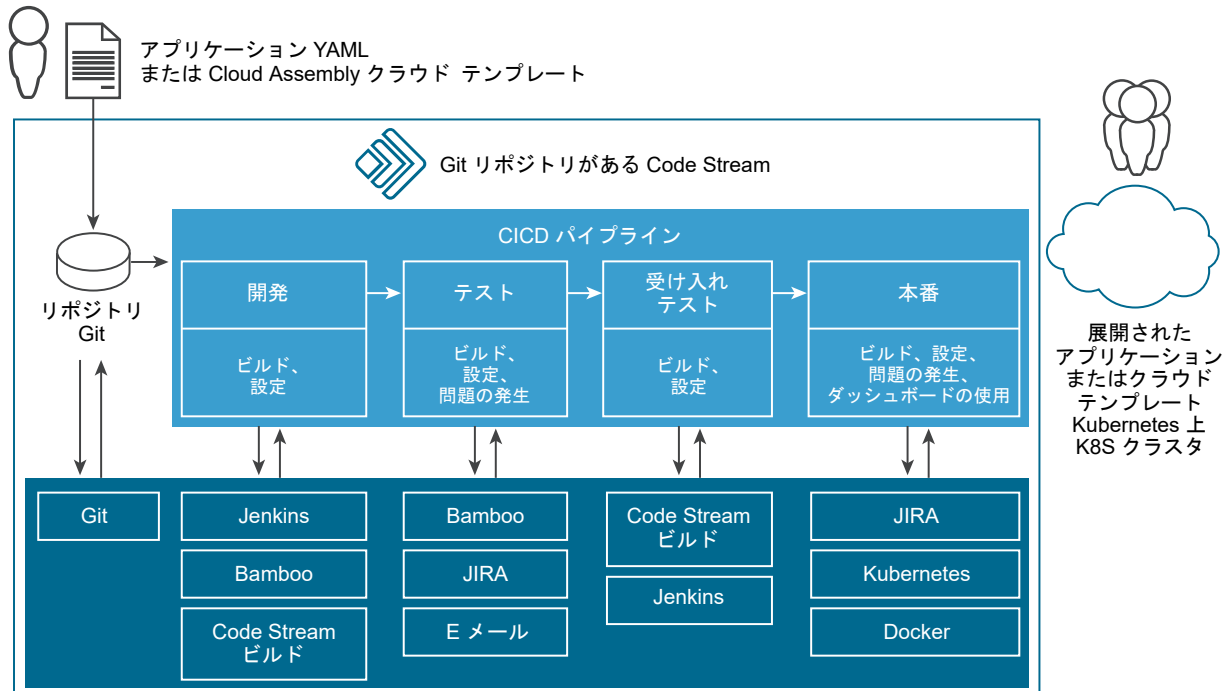 アプリケーション YAML
または Cloud Assembly クラウド テンプレート
Git リポジトリがある Code Stream
リポジトリ
Git
CICD パイプライン
開発
ビルド、
設定
テスト
ビルド、
設定、
問題の発生
受け入れ
テスト
ビルド、
設定
本番
ビルド、設定、
問題の発生、
ダッシュボードの使用
展開された
アプリケーション
またはクラウド
テンプレート
Kubernetes 上
K8S クラスタ
Git
Jenkins
Bamboo
Code Stream
ビルド
Bamboo
JIRA
E メール
Code Stream
ビルド
Jenkins
JIRA
Kubernetes
Docker